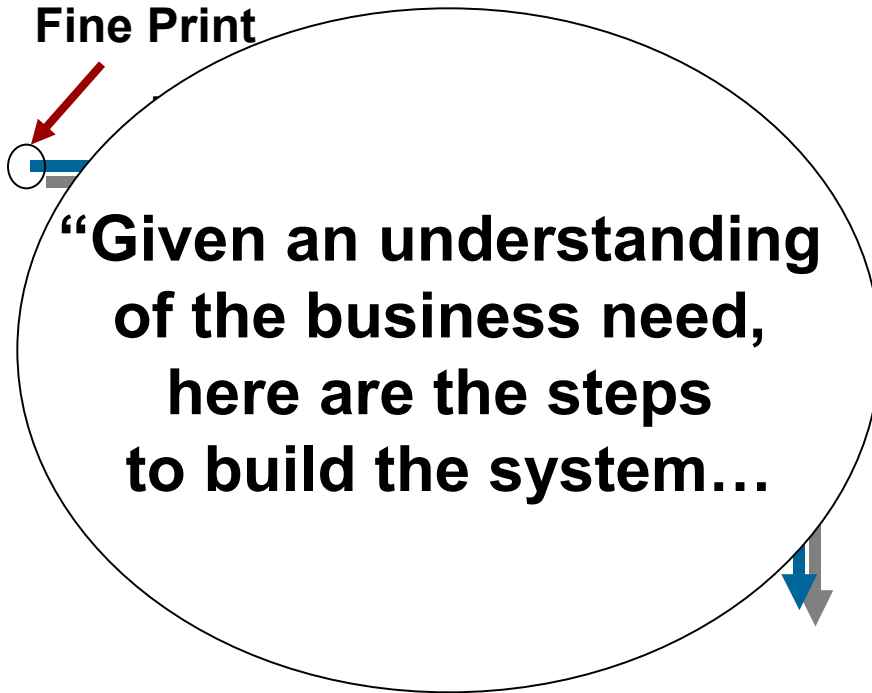 Fine Print
“Given an understanding
of the business need,
here are the steps
to build the system…